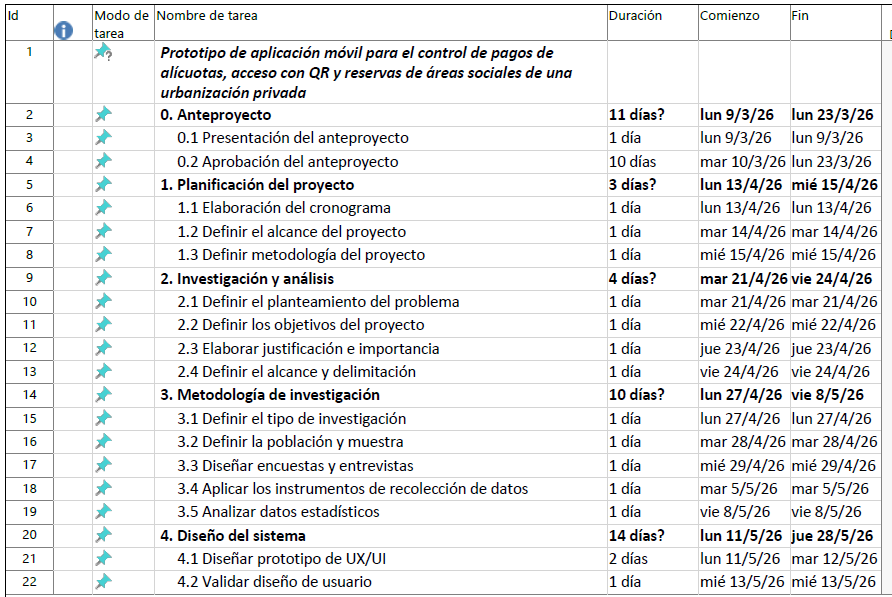 Id Modo de tarea Nombre de tarea Duración Comienzo Fin
1 Prototipo de aplicación móvil para el control de pagos de
alícuotas, acceso con QR y reservas de áreas sociales de una
urbanización privada
2 0. Anteproyecto 11 días? lun 9/3/26 lun 23/3/26
3 0.1 Presentación del anteproyecto 1 día lun 9/3/26 lun 9/3/26
4 0.2 Aprobación del anteproyecto 10 días mar 10/3/26 lun 23/3/26
5 1. Planificación del proyecto 3 días? lun 13/4/26 mié 15/4/26
6 1.1 Elaboración del cronograma 1 día lun 13/4/26 lun 13/4/26
7 1.2 Definir el alcance del proyecto 1 día mar 14/4/26 mar 14/4/26
8 1.3 Definir metodología del proyecto 1 día mié 15/4/26 mié 15/4/26
9 2. Investigación y análisis 4 días? mar 21/4/26 vie 24/4/26
10 2.1 Definir el planteamiento del problema 1 día mar 21/4/26 mar 21/4/26
11 2.2 Definir los objetivos del proyecto 1 día mié 22/4/26 mié 22/4/26
12 2.3 Elaborar justificación e importancia 1 día jue 23/4/26 jue 23/4/26
13 2.4 Definir el alcance y delimitación 1 día vie 24/4/26 vie 24/4/26
14 3. Metodología de investigación 10 días? lun 27/4/26 vie 8/5/26
15 3.1 Definir el tipo de investigación 1 día lun 27/4/26 lun 27/4/26
16 3.2 Definir la población y muestra 1 día mar 28/4/26 mar 28/4/26
17 3.3 Diseñar encuestas y entrevistas 1 día mié 29/4/26 mié 29/4/26
18 3.4 Aplicar los instrumentos de recolección de datos 1 día mar 5/5/26 mar 5/5/26
19 3.5 Analizar datos estadísticos 1 día vie 8/5/26 vie 8/5/26
20 4. Diseño del sistema 14 días? lun 11/5/26 jue 28/5/26
21 4.1 Diseñar prototipo de UX/UI 2 días lun 11/5/26 mar 12/5/26
22 4.2 Validar diseño de usuario 1 día mié 13/5/26 mié 13/5/26